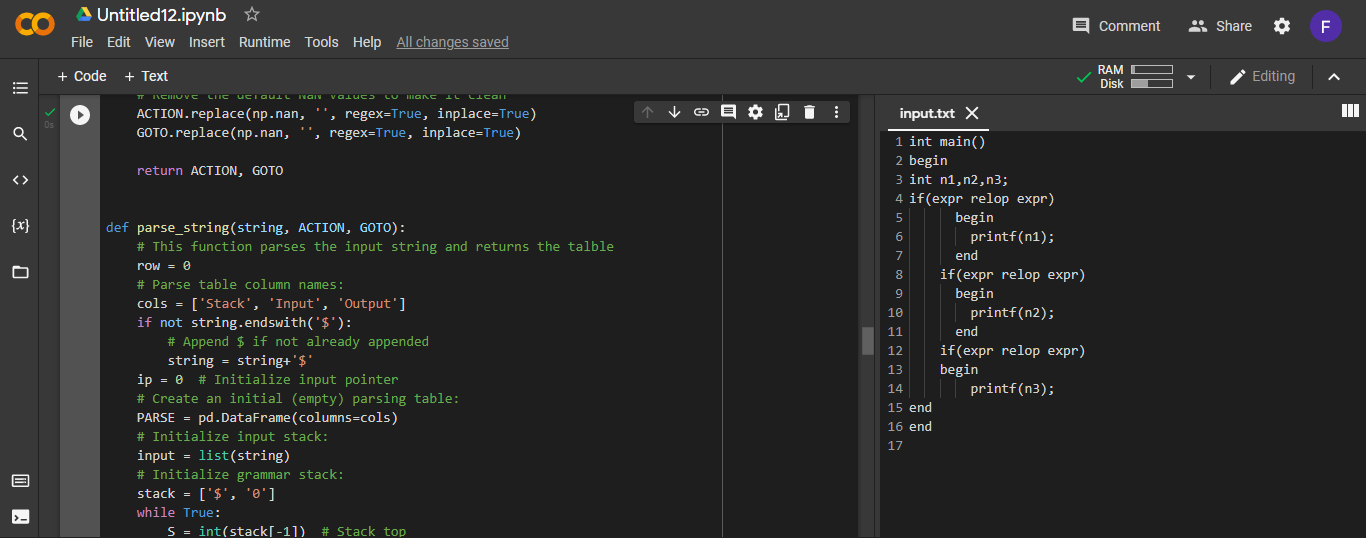 Untitled12.ipynb
File Edit View Insert Runtime Tools Help All changes saved
Comment Share F
+ Code + Text
RAM
Disk
Editing
0s
# Remove the default NaN values to make it clean
ACTION.replace(np.nan, '', regex=True, inplace=True)
GOTO.replace(np.nan, '', regex=True, inplace=True)
return ACTION, GOTO
def parse_string(string, ACTION, GOTO):
# This function parses the input string and returns the talble
row = 0
# Parse table column names:
cols = ['Stack', 'Input', 'Output']
if not string.endswith('$'):
# Append $ if not already appended
string = string+'$'
ip = 0 # Initialize input pointer
# Create an initial (empty) parsing table:
PARSE = pd.DataFrame(columns=cols)
# Initialize input stack:
input = list(string)
# Initialize grammar stack:
stack = ['$', '0']
while True:
S = int(stack[-1]) # Stack top
input.txt
1 int main()
2 begin
3 int n1,n2,n3;
4 if(expr relop expr)
5 begin
6 printf(n1);
7 end
8 if(expr relop expr)
9 begin
10 printf(n2);
11 end
12 if(expr relop expr)
13 begin
14 printf(n3);
15 end
16 end
17